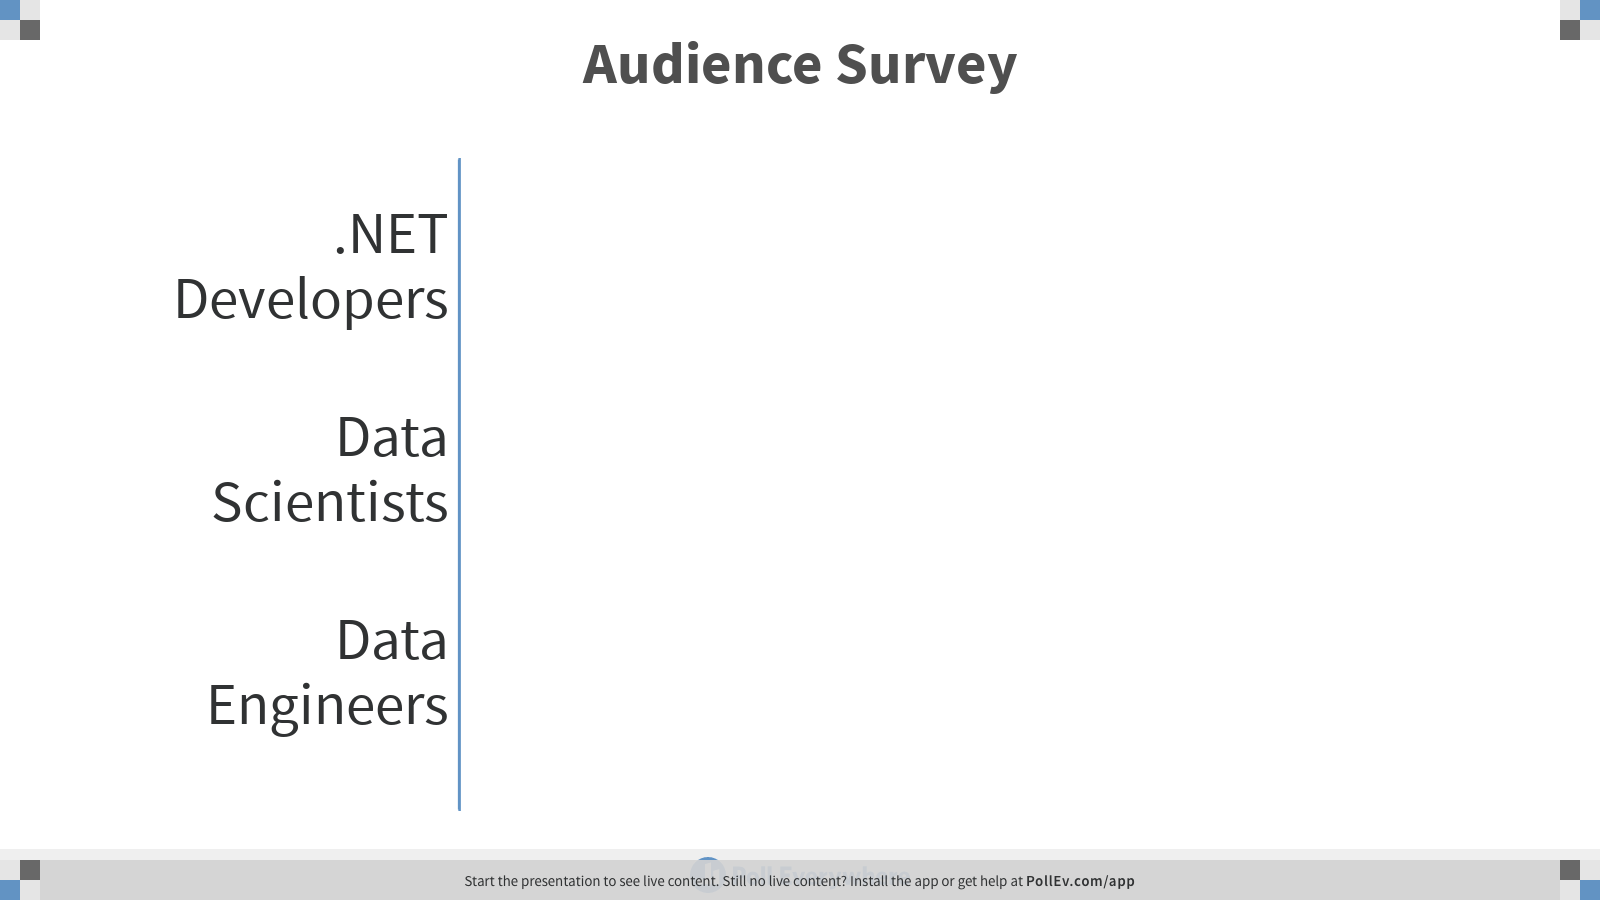 Audience Survey
.NET
Developers
Data
Scientists
Data
Engineers
Start the presentation to see live content. Still no live content? Install the app or get help at PollEv.com/app